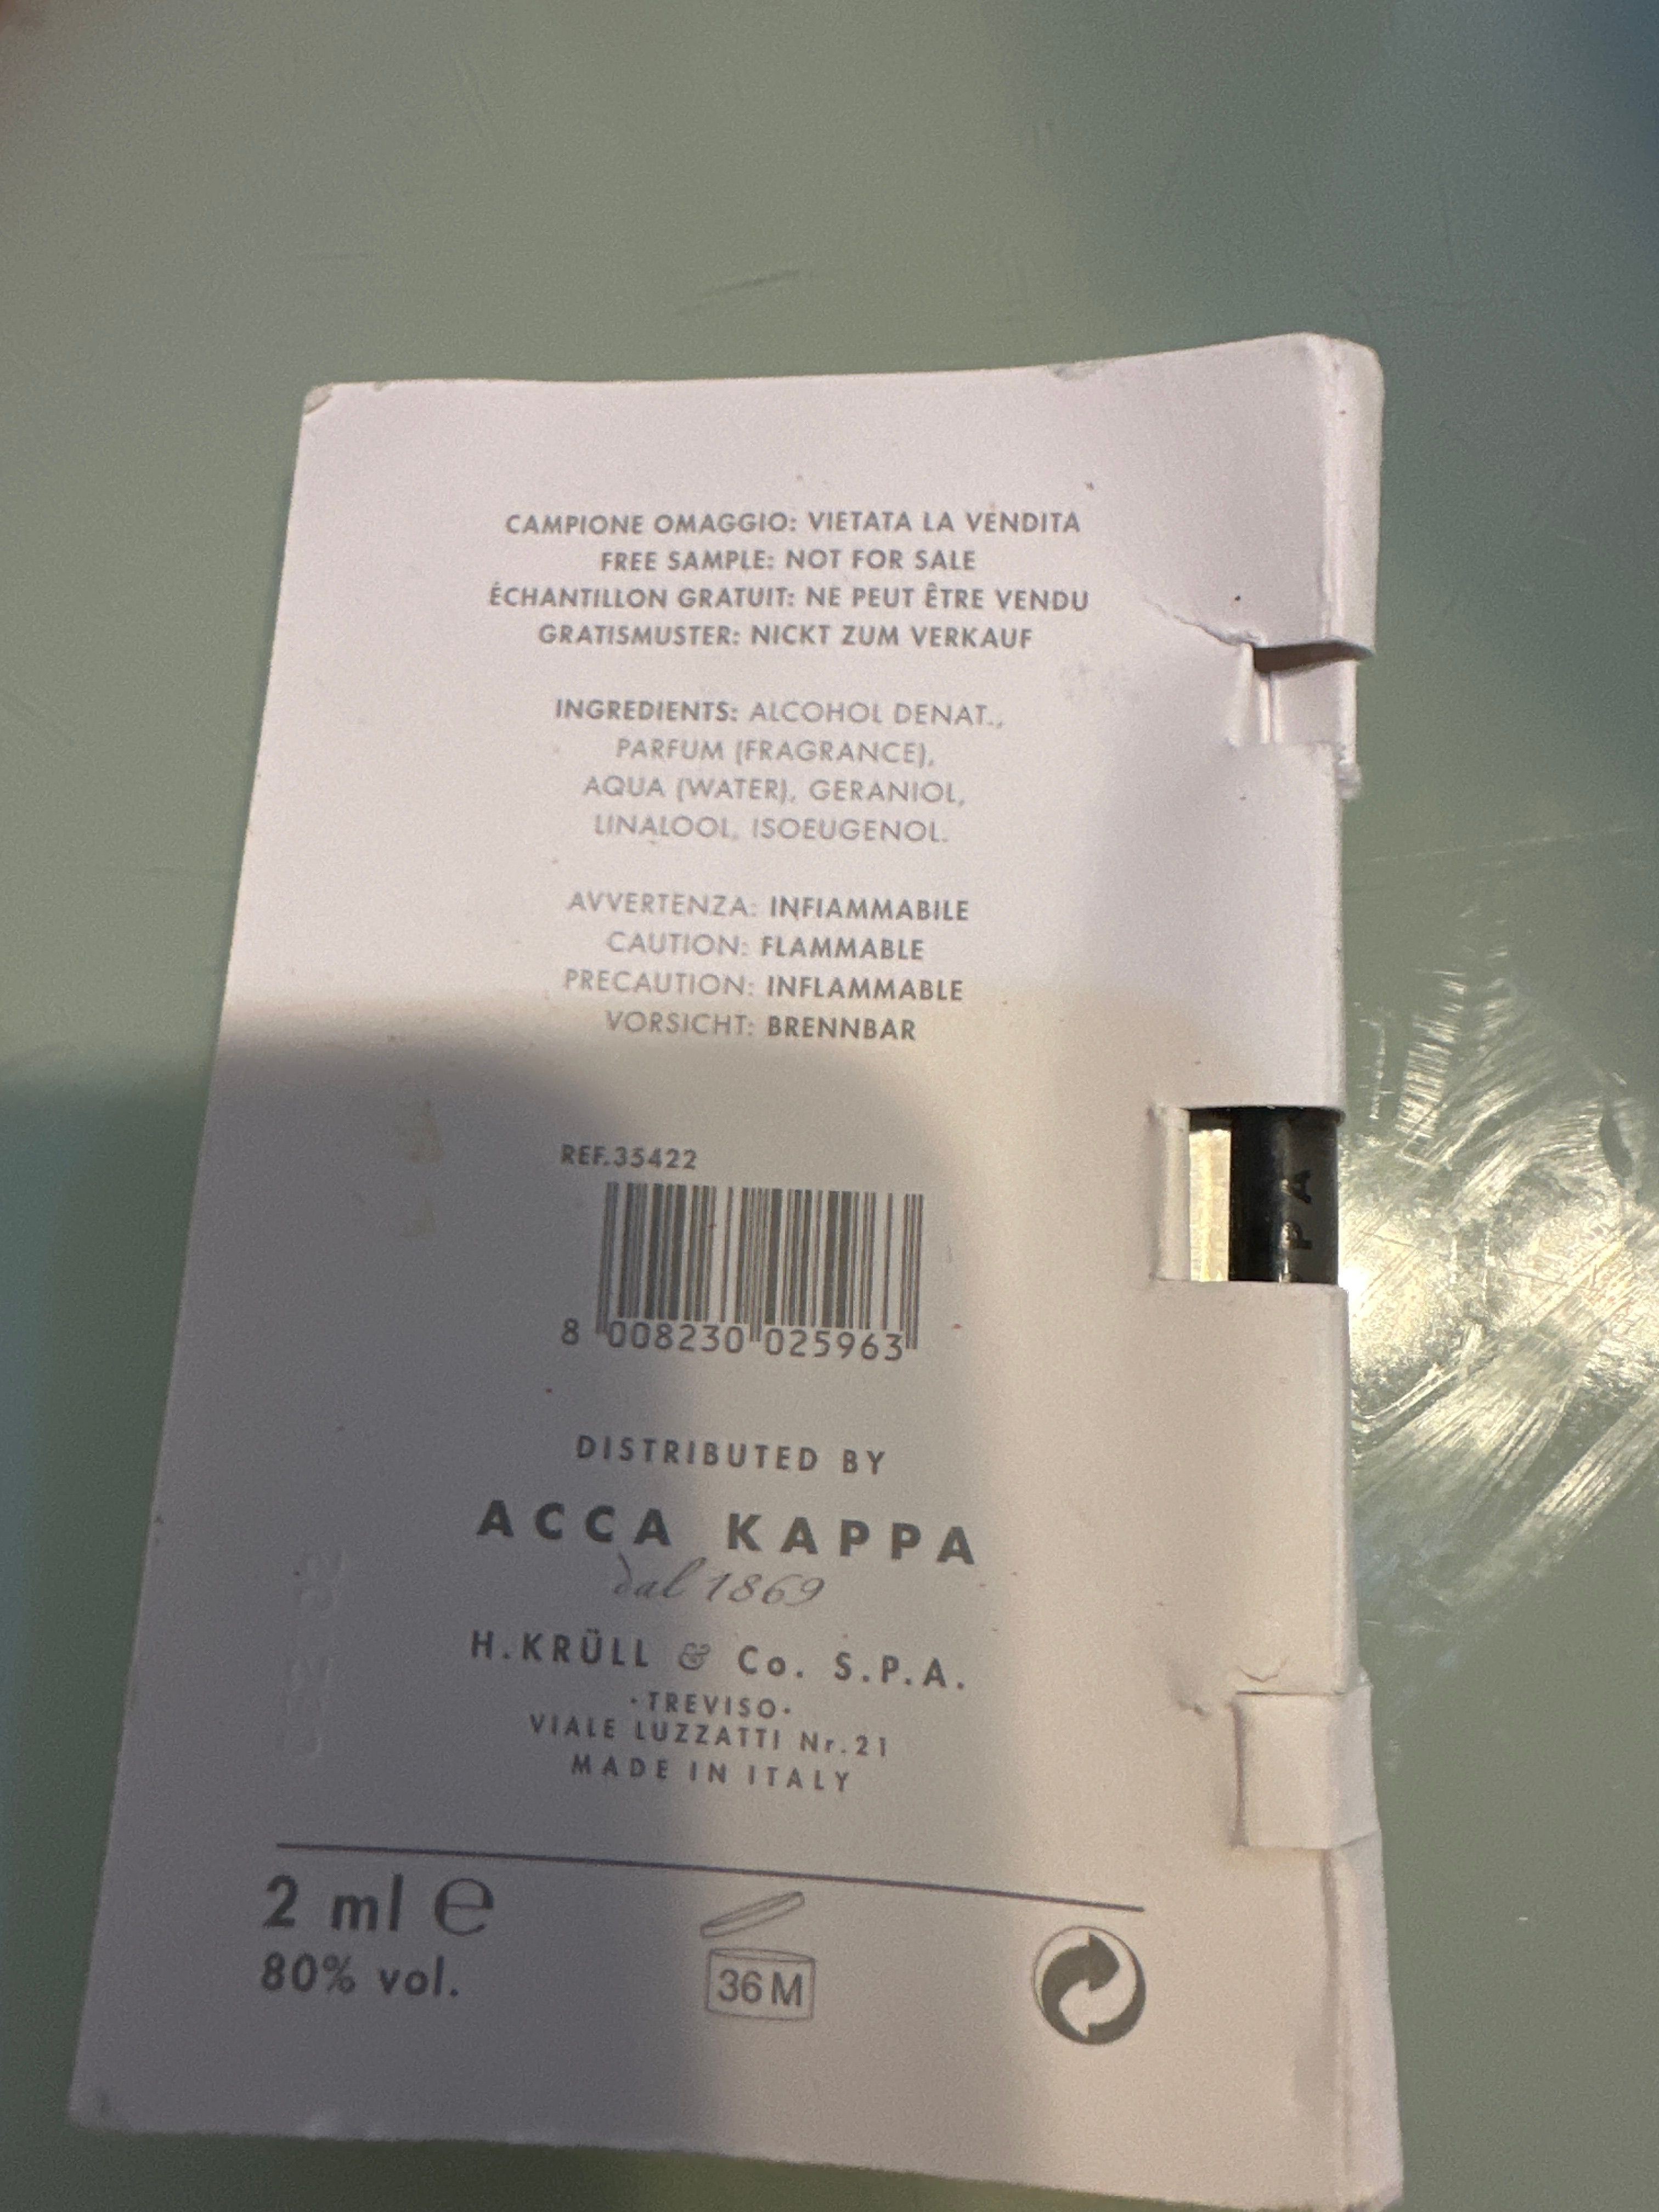 CAMPIONE OMAGGIO: VIETATA LA VENDITA
FREE SAMPLE: NOT FOR SALE
ÉCHANTILLON GRATUIT: NE PEUT ÊTRE VENDU
GRATISMUSTER: NICKT ZUM VERKAUF
INGREDIENTS: ALCOHOL DENAT.,
PARFUM (FRAGRANCE),
AQUA (WATER), GERANIOL,
LINALOOL, ISOEUGENOL.
AVVERTENZA: INFIAMMABILE
CAUTION: FLAMMABLE
PRECAUTION: INFLAMMABLE
VORSICHT: BRENNBAR
REF.35422
8 008230 025963
P A
DISTRIBUTED BY
ACCA KAPPA
dal 1869
H.KRÜLL & Co. S.P.A.
·TREVISO·
VIALE LUZZATTI Nr.21
MADE IN ITALY
2 ml e
80% vol.
36M